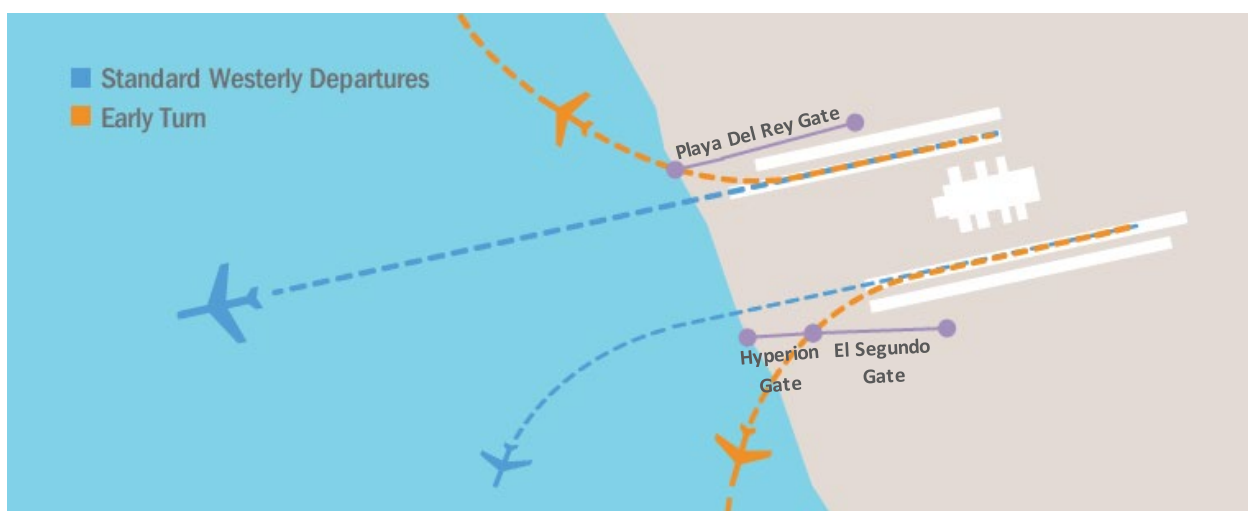 Standard Westerly Departures
Early Turn
Playa Del Rey Gate
Hyperion
Gate
El Segundo
Gate